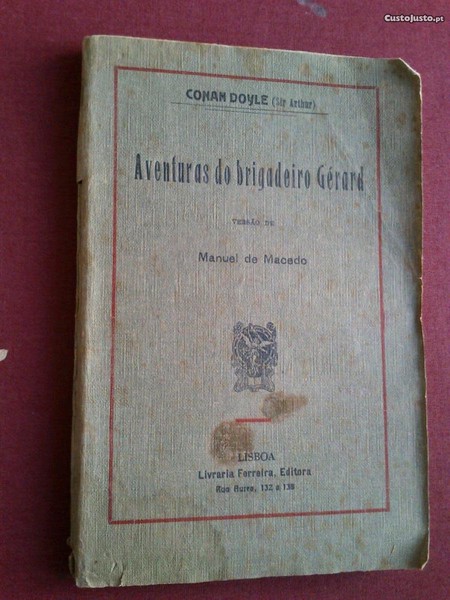 CustoJusto.pt
CONAN DOYLE (Sir Arthur)
Aventuras do brigadeiro Gérard
VERSÃO DE
Manuel de Macedo
LISBOA
Livraria Ferreira, Editora
Rua Aurea, 132 a 138